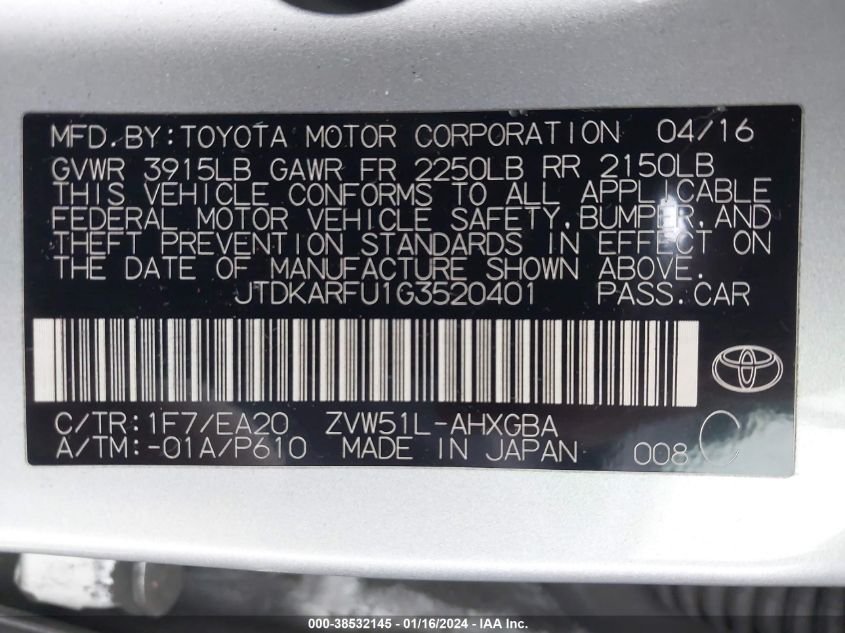 MFD.BY:TOYOTA MOTOR CORPORATION 04/16
GVWR 3915LB GAWR FR 2250LB RR 2150LB
THIS VEHICLE CONFORMS TO ALL APPLICABLE
FEDERAL MOTOR VEHICLE SAFETY,BUMPER,AND
THEFT PREVENTION STANDARDS IN EFFECT ON
THE DATE OF MANUFACTURE SHOWN ABOVE.
JTDKARFU1G3520401 PASS.CAR
C/TR:1F7/EA20 ZVW51L-AHXGBA
A/TM:-01A/P610 MADE IN JAPAN 008 C
000-38532145 - 01/16/2024 - © IAA Holdings, LLC.